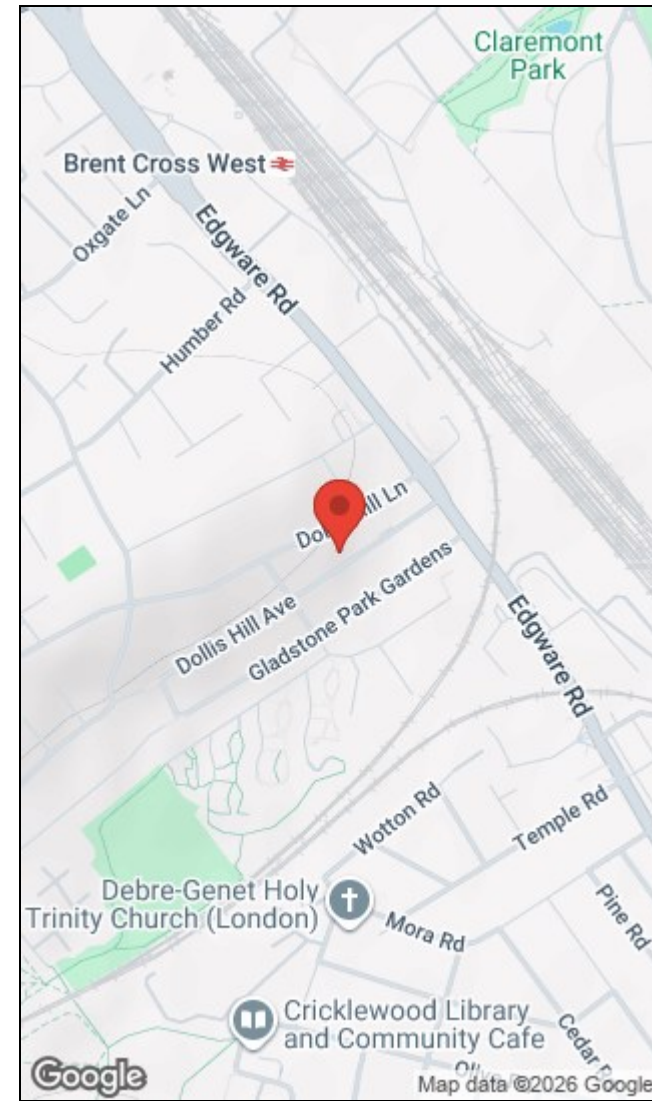 Claremont
Park
Brent Cross West
Oxgate Ln
Edgware Rd
Humber Rd
Ln
Dollis Hill Ave
Gladstone Park Gardens
Edgware Rd
Wotton Rd
Temple Rd
Debre-Genet Holy
Trinity Church (London)
Mora Rd
Pine Rd
Cricklewood Library
and Community Cafe
Cedar
Google
Map data ©2026 Google